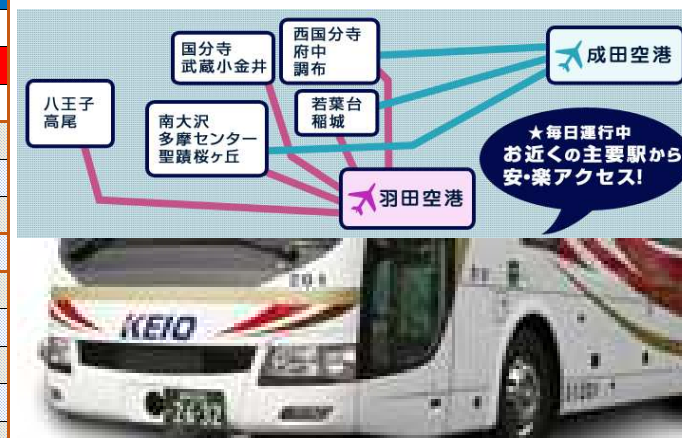 西国分寺
府中
調布
国分寺
武蔵小金井
成田空港
八王子
高尾
若葉台
稲城
南大沢
多摩センター
聖蹟桜ヶ丘
★毎日運行中
お近くの主要駅から
安・楽アクセス!
羽田空港
KEIO
26-32